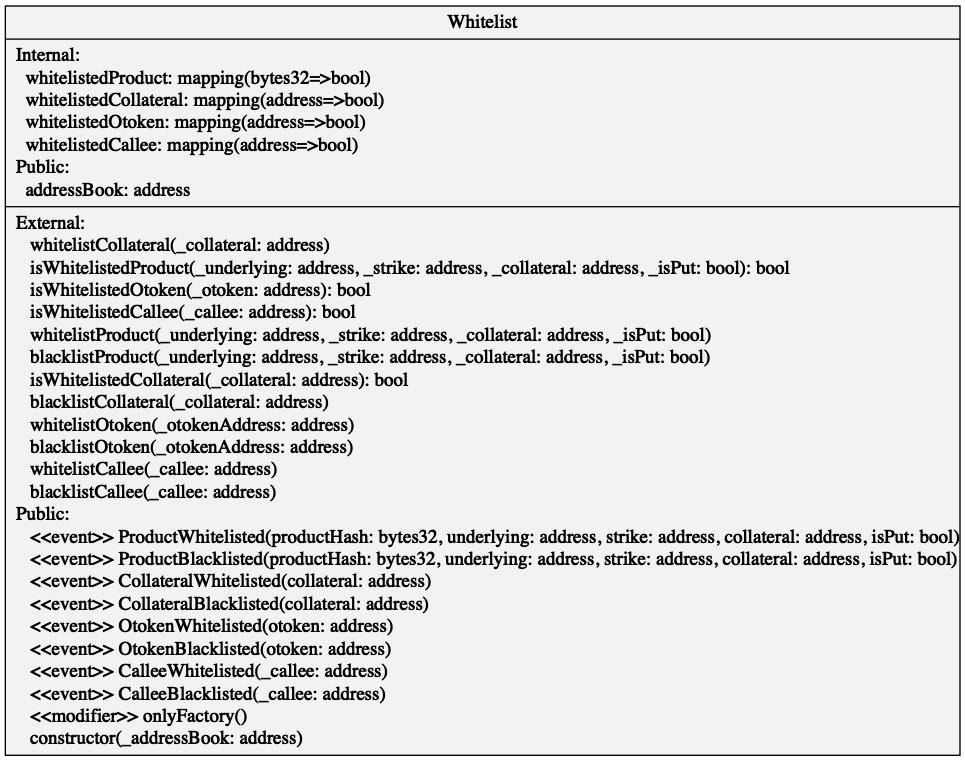 Whitelist
Internal:
whitelistedProduct: mapping(bytes32=>bool)
whitelistedCollateral: mapping(address=>bool)
whitelistedOtoken: mapping(address=>bool)
whitelistedCallee: mapping(address=>bool)
Public:
addressBook: address
External:
whitelistCollateral(_collateral: address)
isWhitelistedProduct(_underlying: address, _strike: address, _collateral: address, _isPut: bool): bool
isWhitelistedOtoken(_otoken: address): bool
isWhitelistedCallee(_callee: address): bool
whitelistProduct(_underlying: address, _strike: address, _collateral: address, _isPut: bool)
blacklistProduct(_underlying: address, _strike: address, _collateral: address, _isPut: bool)
isWhitelistedCollateral(_collateral: address): bool
blacklistCollateral(_collateral: address)
whitelistOtoken(_otokenAddress: address)
blacklistOtoken(_otokenAddress: address)
whitelistCallee(_callee: address)
blacklistCallee(_callee: address)
Public:
<<event>> ProductWhitelisted(productHash: bytes32, underlying: address, strike: address, collateral: address, isPut: bool)
<<event>> ProductBlacklisted(productHash: bytes32, underlying: address, strike: address, collateral: address, isPut: bool)
<<event>> CollateralWhitelisted(collateral: address)
<<event>> CollateralBlacklisted(collateral: address)
<<event>> OtokenWhitelisted(otoken: address)
<<event>> OtokenBlacklisted(otoken: address)
<<event>> CalleeWhitelisted(_callee: address)
<<event>> CalleeBlacklisted(_callee: address)
<<modifier>> onlyFactory()
constructor(_addressBook: address)